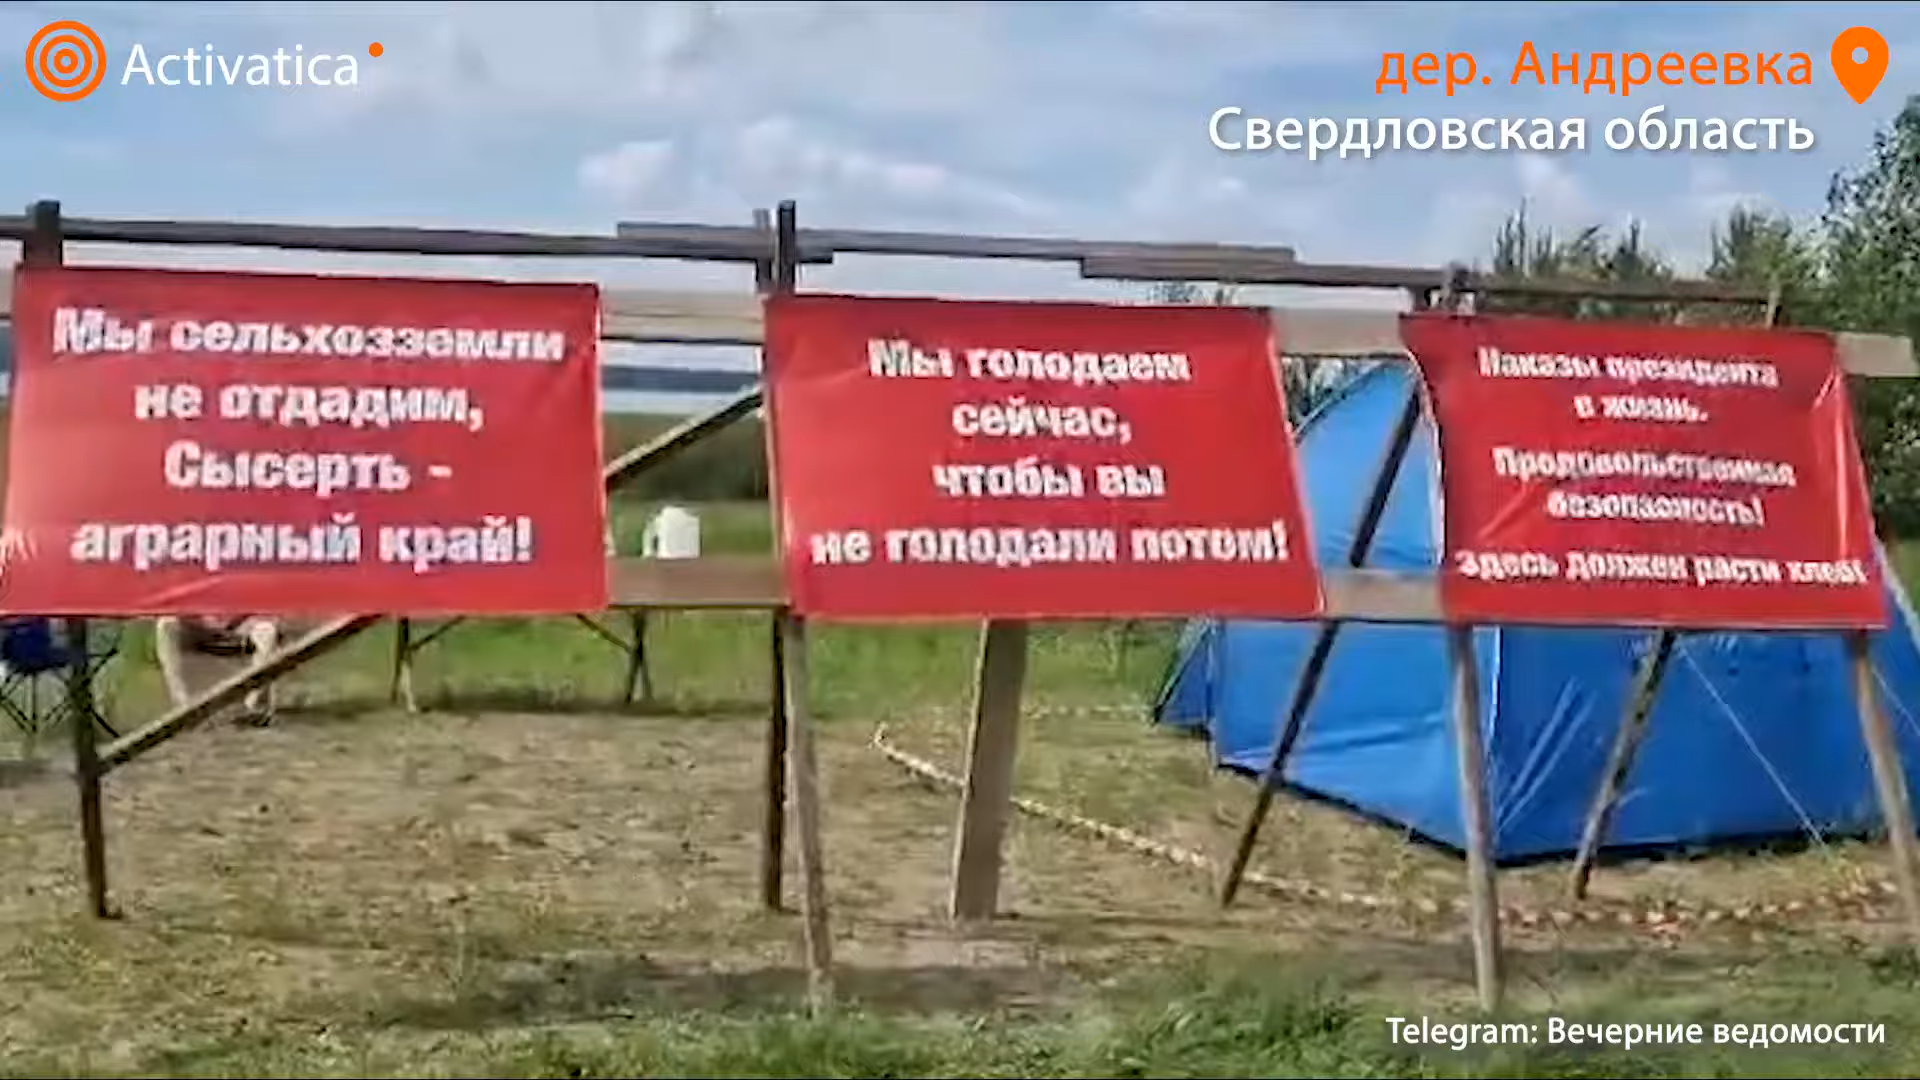 Activatica
дер. Андреевка
Свердловская область
Мы сельхозземли
не отдадим,
Сысерть -
аграрный край!
Мы голодаем
сейчас,
чтобы вы
не голодали потом!
Наказы президента
в жизнь.
Продовольственная
безопасность!
Здесь должен расти хлеб!
Telegram: Вечерние ведомости